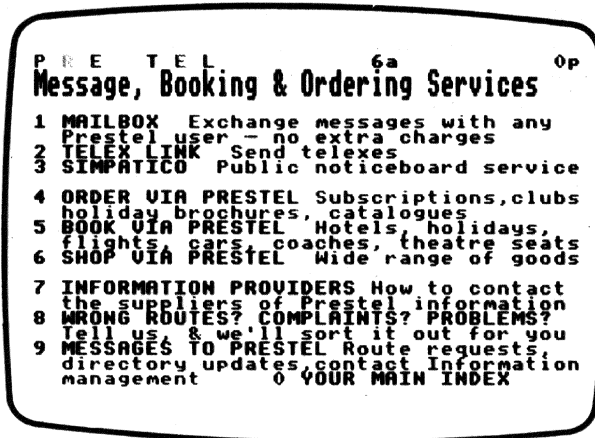 PRE TEL 6a 0p
Message, Booking & Ordering Services
1 MAILBOX Exchange messages with any
Prestel user – no extra charges
2 TELEX LINK Send telexes
3 SIMPATICO Public noticeboard service
4 ORDER VIA PRESTEL Subscriptions,clubs
holiday brochures, catalogues
5 BOOK VIA PRESTEL Hotels, holidays,
flights, cars, coaches, theatre seats
6 SHOP VIA PRESTEL Wide range of goods
7 INFORMATION PROVIDERS How to contact
the suppliers of Prestel information
8 WRONG ROUTES? COMPLAINTS? PROBLEMS?
Tell us, & we'll sort it out for you
9 MESSAGES TO PRESTEL Route requests,
directory updates,contact Information
management 0 YOUR MAIN INDEX